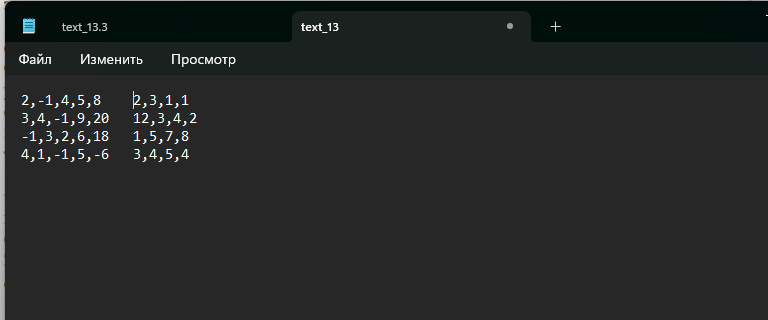 text_13.3
text_13
Файл Изменить Просмотр
2,-1,4,5,8 2,3,1,1
3,4,-1,9,20 12,3,4,2
-1,3,2,6,18 1,5,7,8
4,1,-1,5,-6 3,4,5,4